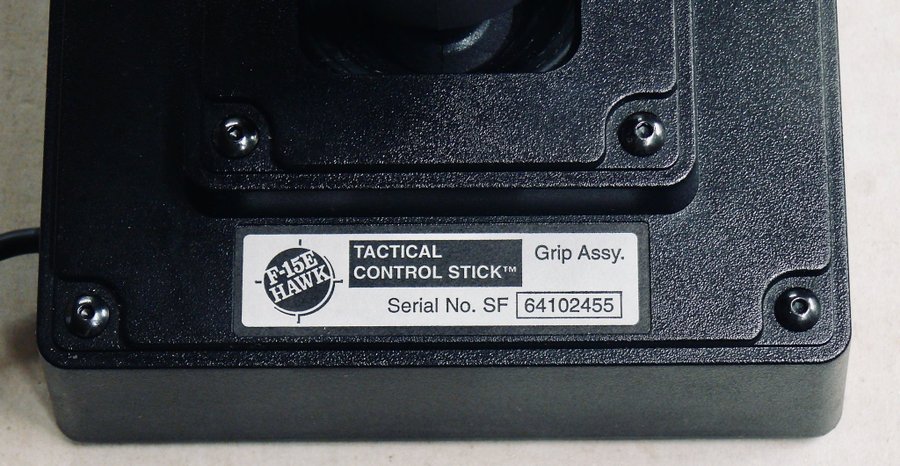 F-15E
HAWK
TACTICAL
CONTROL STICK™
Grip Assy.
Serial No. SF 64102455